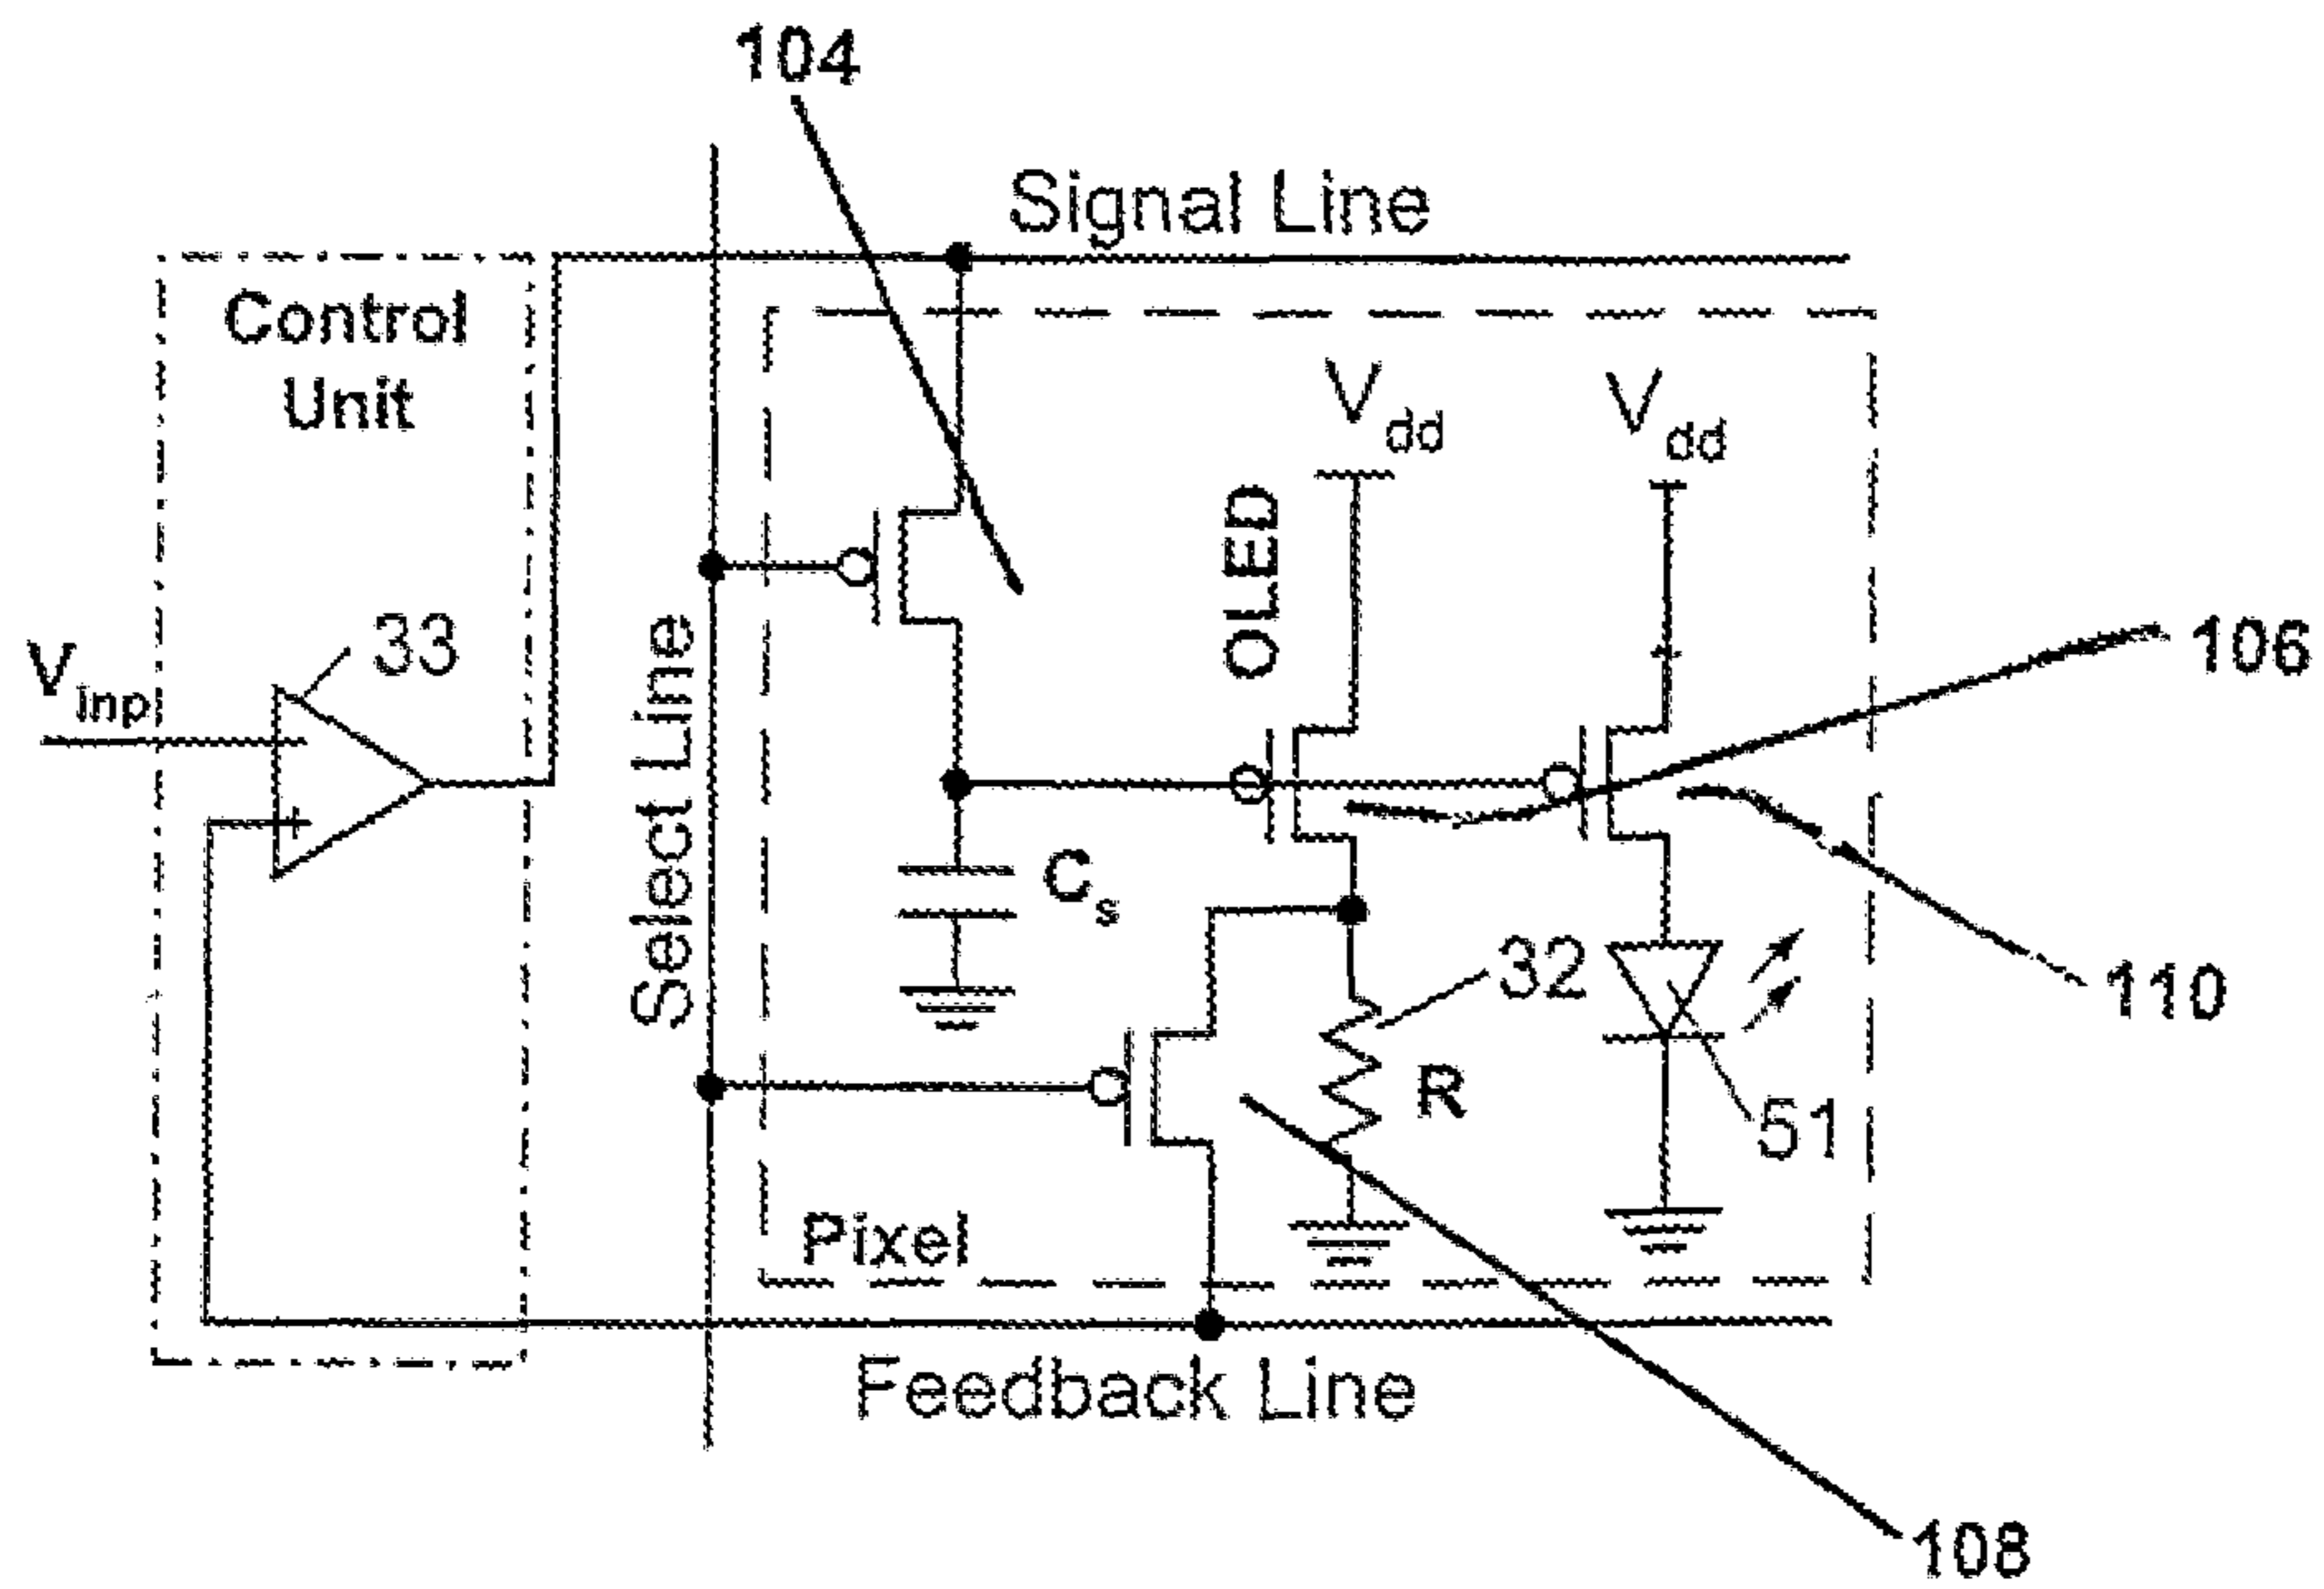 104
Signal Line
Control
Unit
Vdd
Vdd
OLED
33
Vinp
Select Line
106
Cs
32
110
R
51
Pixel
Feedback Line
108